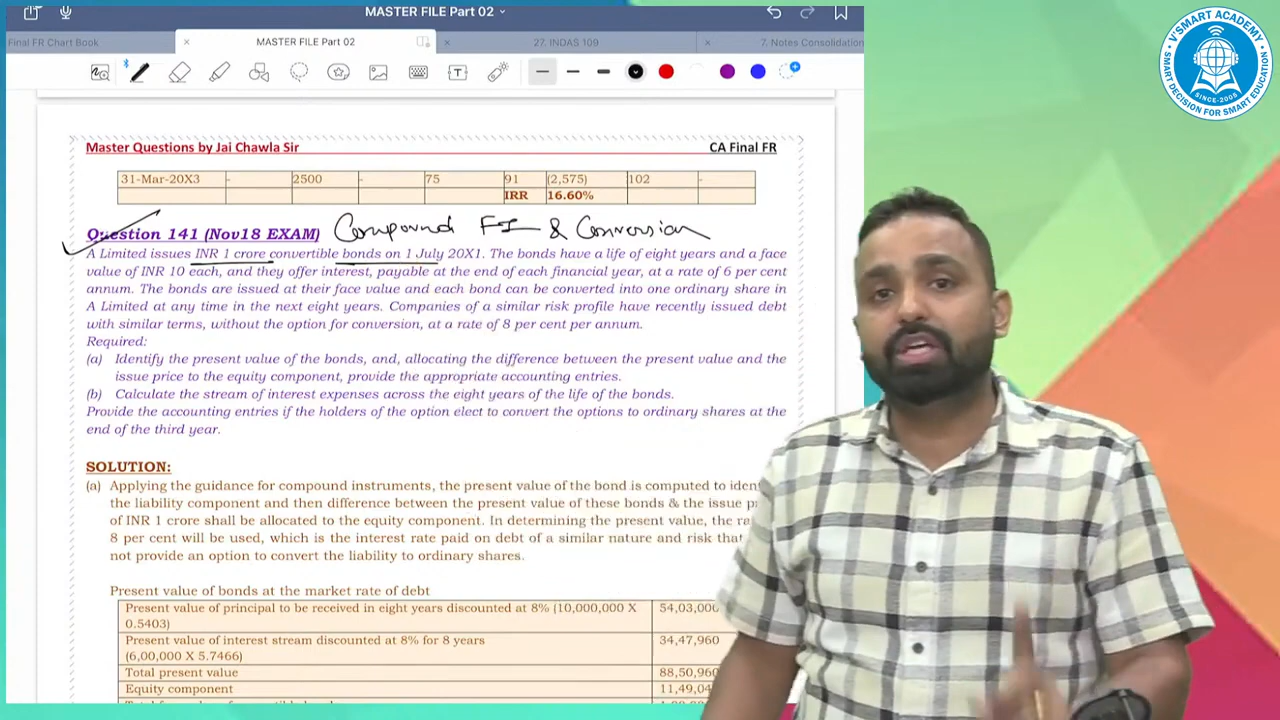 MASTER FILE Part 02
Final FR Chart Book
MASTER FILE Part 02
27. INDAS 109
7. Notes Consolidation
V'SMART ACADEMY
SMART DECISION FOR SMART EDUCATION
SINCE-2005
Master Questions by Jai Chawla Sir CA Final FR
31-Mar-20X3 - 2500 - 75 91 (2,575) 102 -
IRR 16.60%
Question 141 (Nov18 EXAM) Compound FI & Conversion
A Limited issues INR 1 crore convertible bonds on 1 July 20X1. The bonds have a life of eight years and a face
value of INR 10 each, and they offer interest, payable at the end of each financial year, at a rate of 6 per cent
annum. The bonds are issued at their face value and each bond can be converted into one ordinary share in
A Limited at any time in the next eight years. Companies of a similar risk profile have recently issued debt
with similar terms, without the option for conversion, at a rate of 8 per cent per annum.
Required:
(a) Identify the present value of the bonds, and, allocating the difference between the present value and the
issue price to the equity component, provide the appropriate accounting entries.
(b) Calculate the stream of interest expenses across the eight years of the life of the bonds.
Provide the accounting entries if the holders of the option elect to convert the options to ordinary shares at the
end of the third year.
SOLUTION:
(a) Applying the guidance for compound instruments, the present value of the bond is computed to
the liability component and then difference between the present value of these bonds & the issue
of INR 1 crore shall be allocated to the equity component. In determining the present value, the
8 per cent will be used, which is the interest rate paid on debt of a similar nature and risk that
not provide an option to convert the liability to ordinary shares.
Present value of bonds at the market rate of debt
Present value of principal to be received in eight years discounted at 8% (10,000,000 X 54,03,000
0.5403)
Present value of interest stream discounted at 8% for 8 years 34,47,960
(6,00,000 X 5.7466)
Total present value 88,50,960
Equity component 11,49,04